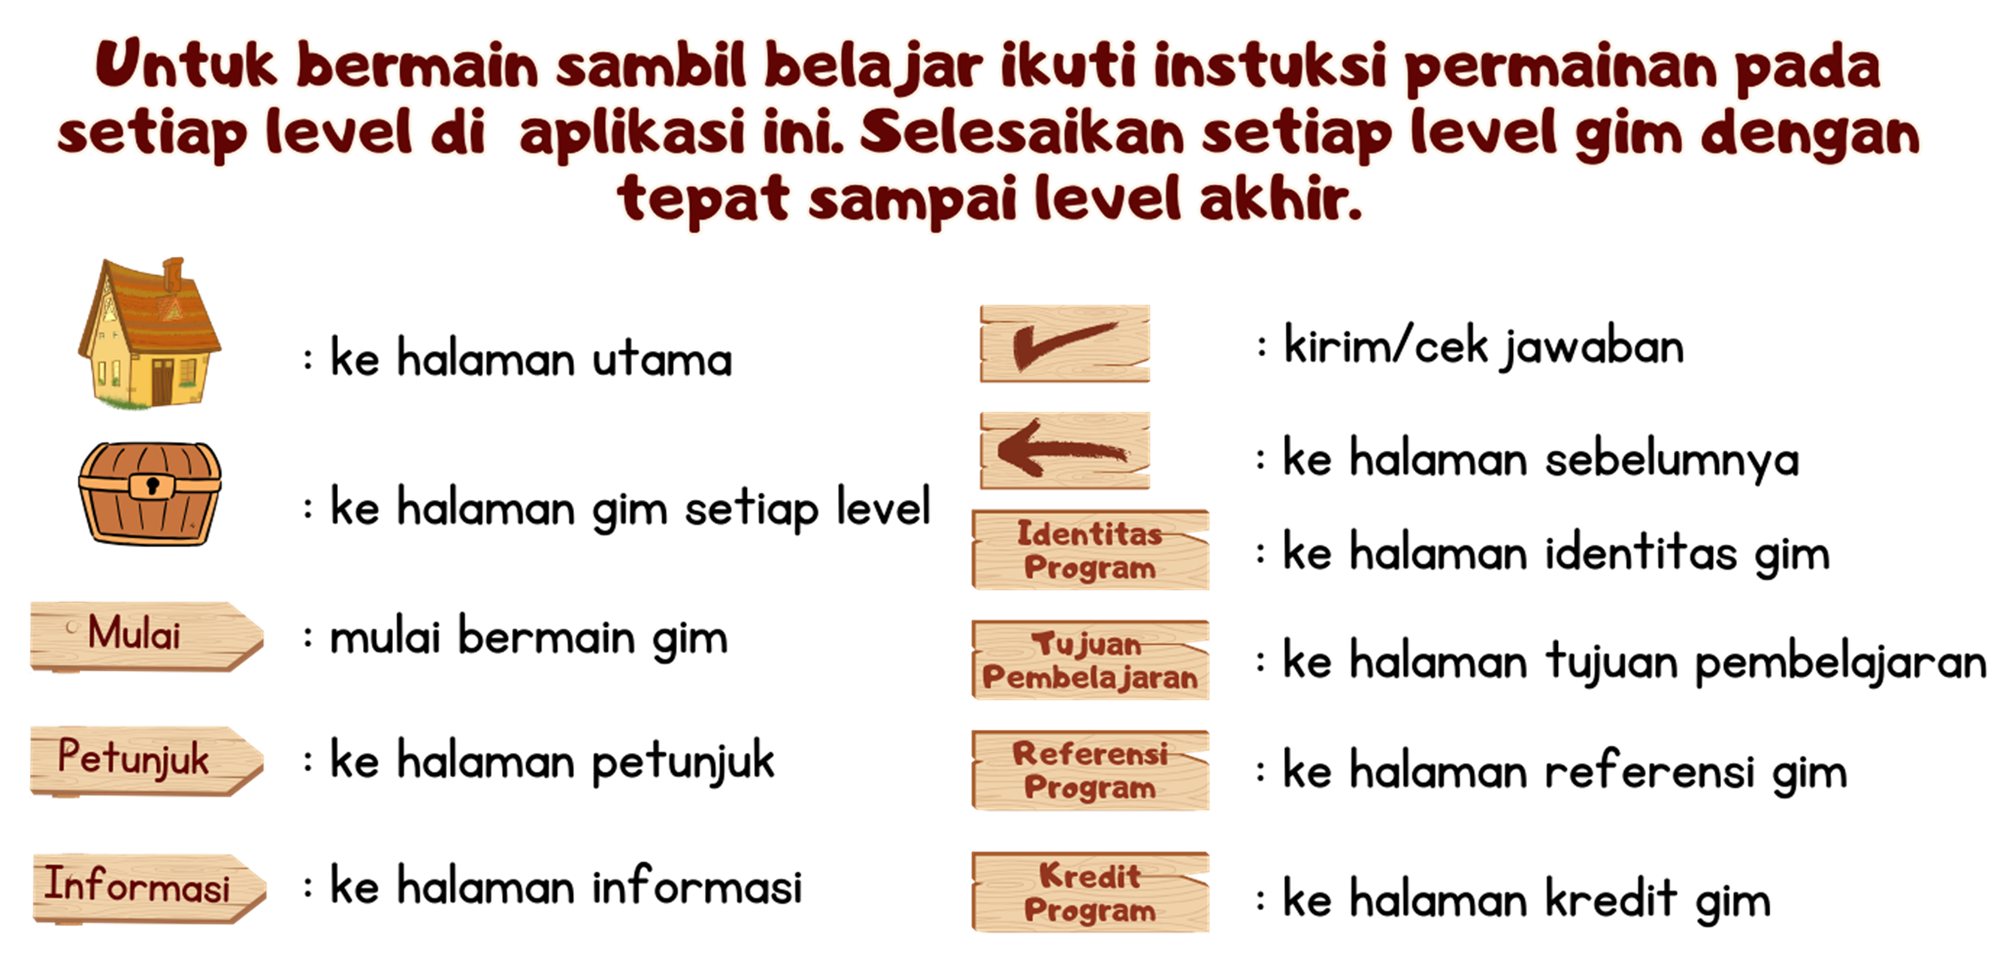 Untuk bermain sambil belajar ikuti instuksi permainan pada
setiap level di aplikasi ini. Selesaikan setiap level gim dengan
tepat sampai level akhir.
: ke halaman utama
: ke halaman gim setiap level
Mulai : mulai bermain gim
Petunjuk : ke halaman petunjuk
Informasi : ke halaman informasi
: kirim/cek jawaban
: ke halaman sebelumnya
Identitas
Program
: ke halaman identitas gim
Tujuan
Pembelajaran
: ke halaman tujuan pembelajaran
Referensi
Program
: ke halaman referensi gim
Kredit
Program
: ke halaman kredit gim